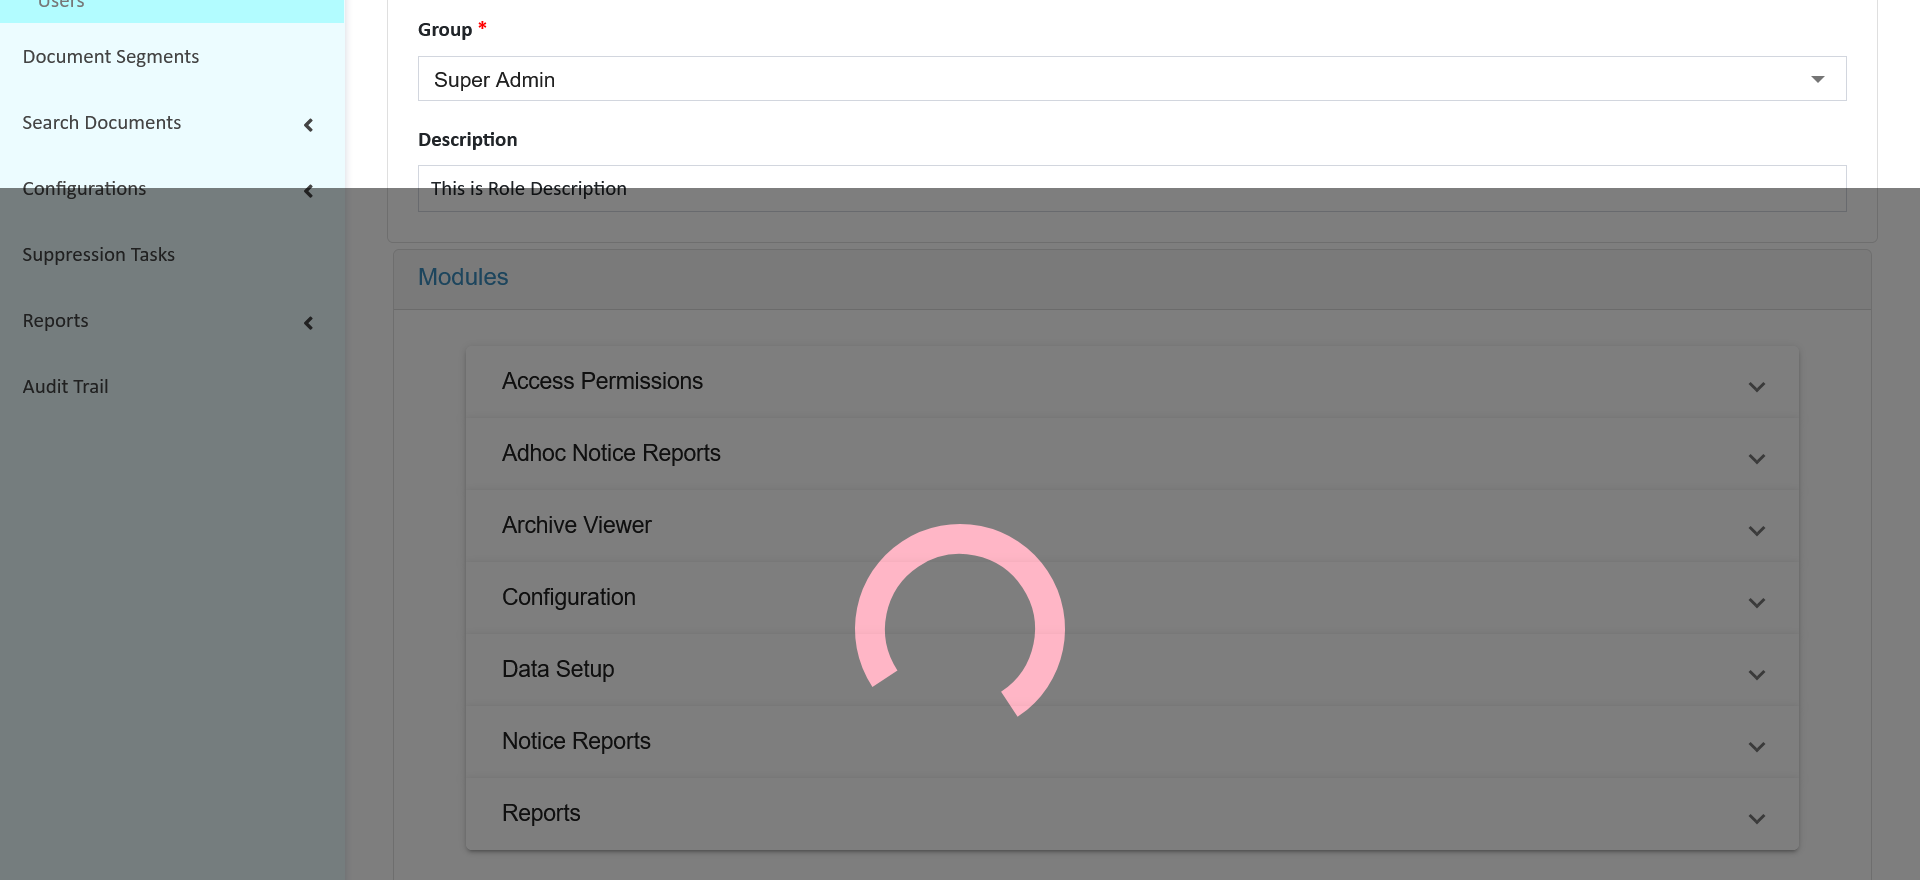 Users
Document Segments
Search Documents
Configurations
Suppression Tasks
Reports
Audit Trail
Group *
Super Admin
Description
This is Role Description
Modules
Access Permissions
Adhoc Notice Reports
Archive Viewer
Configuration
Data Setup
Notice Reports
Reports